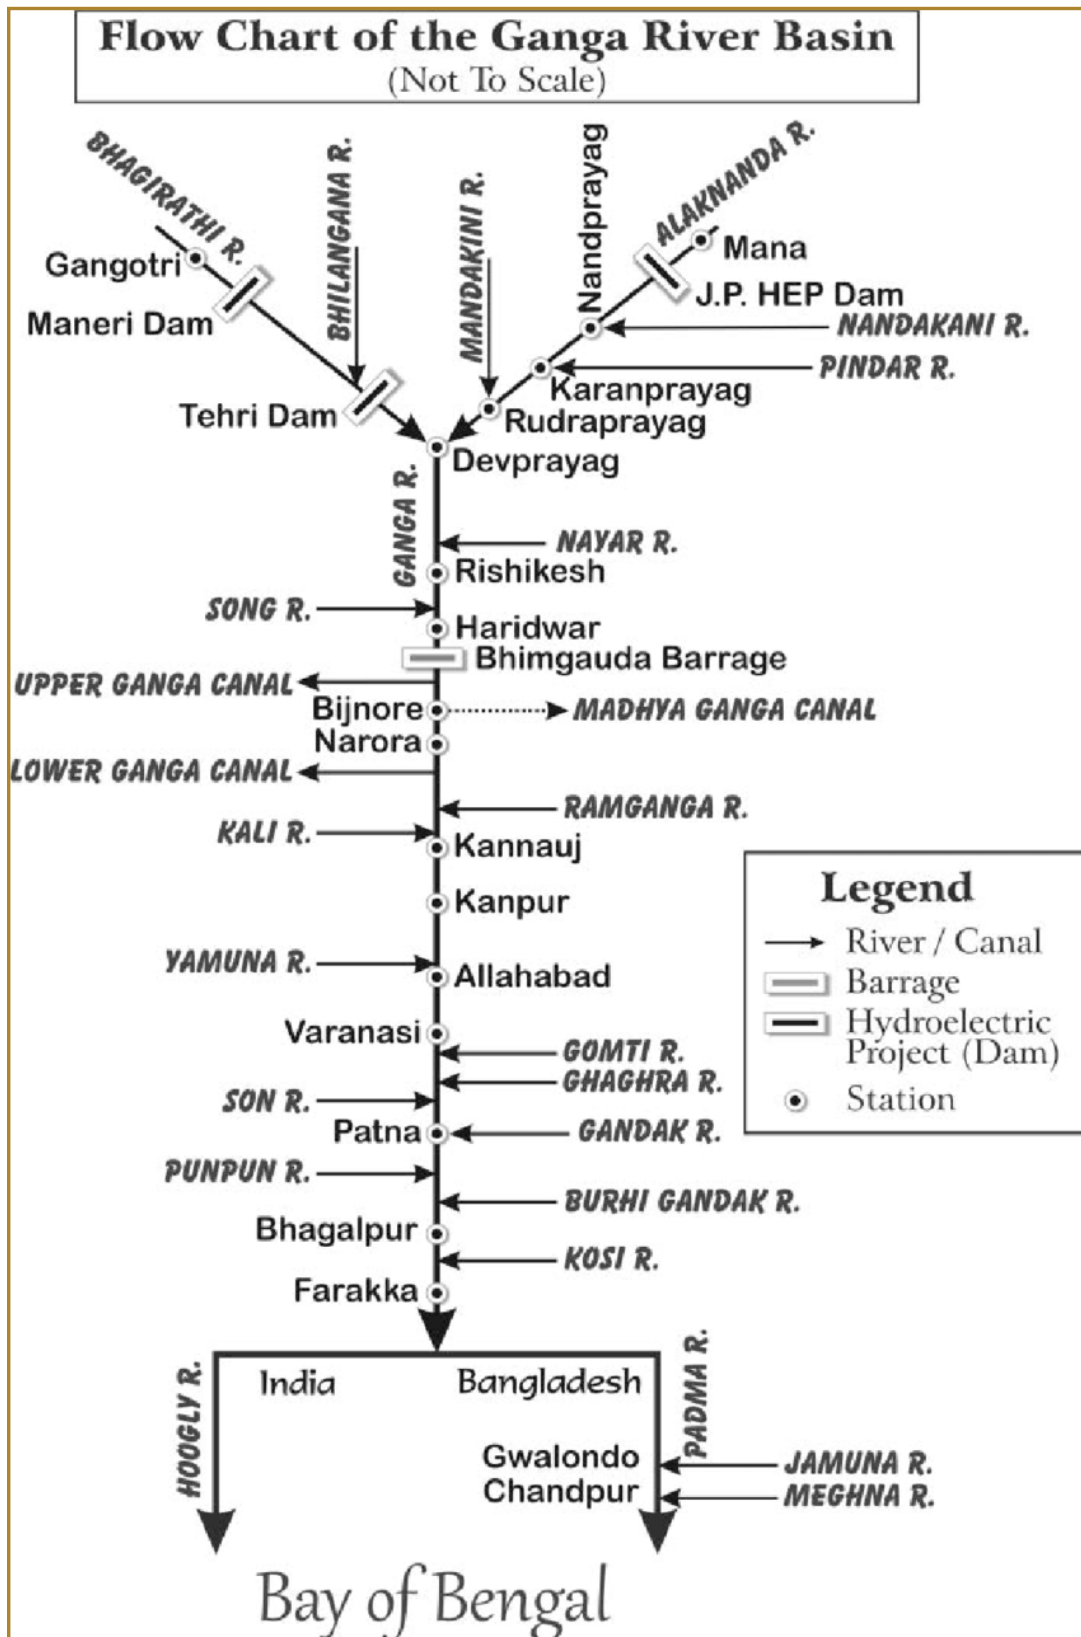 Flow Chart of the Ganga River Basin
(Not To Scale)
BHAGIRATHI R.
BHILANGANA R.
MANDAKINI R.
Nandprayag
ALAKNANDA R.
Gangotri
Mana
Maneri Dam
J.P. HEP Dam
NANDAKANI R.
PINDAR R.
Karanprayag
Tehri Dam
Rudraprayag
Devprayag
GANGA R.
NAYAR R.
Rishikesh
SONG R.
Haridwar
Bhimgauda Barrage
UPPER GANGA CANAL
Bijnore
MADHYA GANGA CANAL
Narora
LOWER GANGA CANAL
RAMGANGA R.
KALI R.
Kannauj
Kanpur
YAMUNA R.
Allahabad
Varanasi
GOMTI R.
GHAGHRA R.
SON R.
Patna
GANDAK R.
PUNPUN R.
BURHI GANDAK R.
Bhagalpur
KOSI R.
Farakka
Legend
River / Canal
Barrage
Hydroelectric
Project (Dam)
Station
HOOGLY R.
India
Bangladesh
PADMA R.
Gwalondo
JAMUNA R.
Chandpur
MEGHNA R.
Bay of Bengal